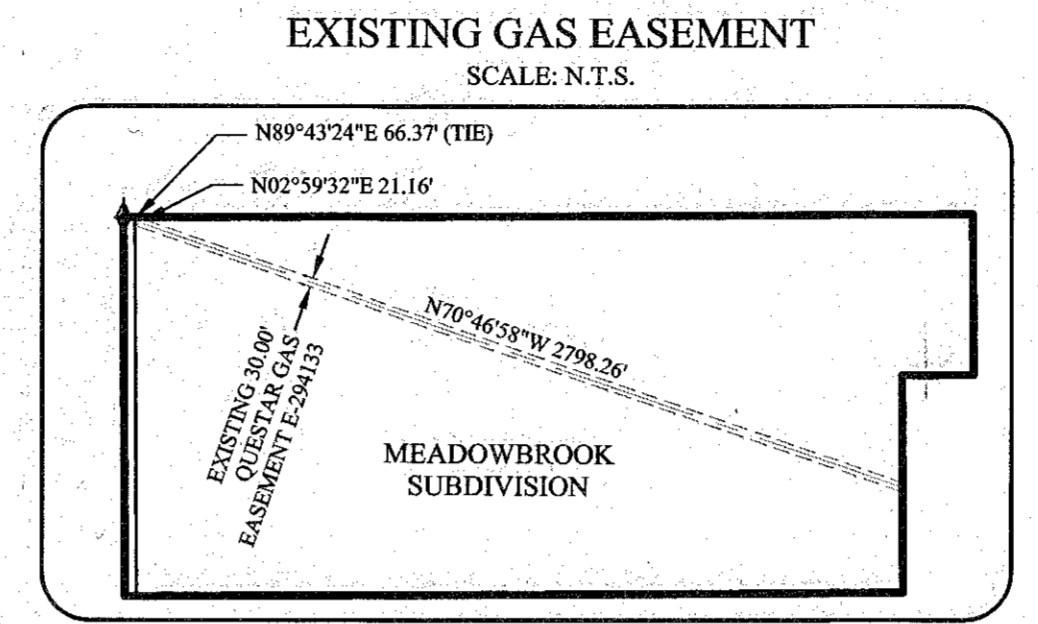 EXISTING GAS EASEMENT
SCALE: N.T.S.
N89°43'24"E 66.37' (TIE)
N02°59'32"E 21.16'
N70°46'58"W 2798.26'
EXISTING 30.00'
QUESTAR GAS
EASEMENT E-294133
MEADOWBROOK
SUBDIVISION